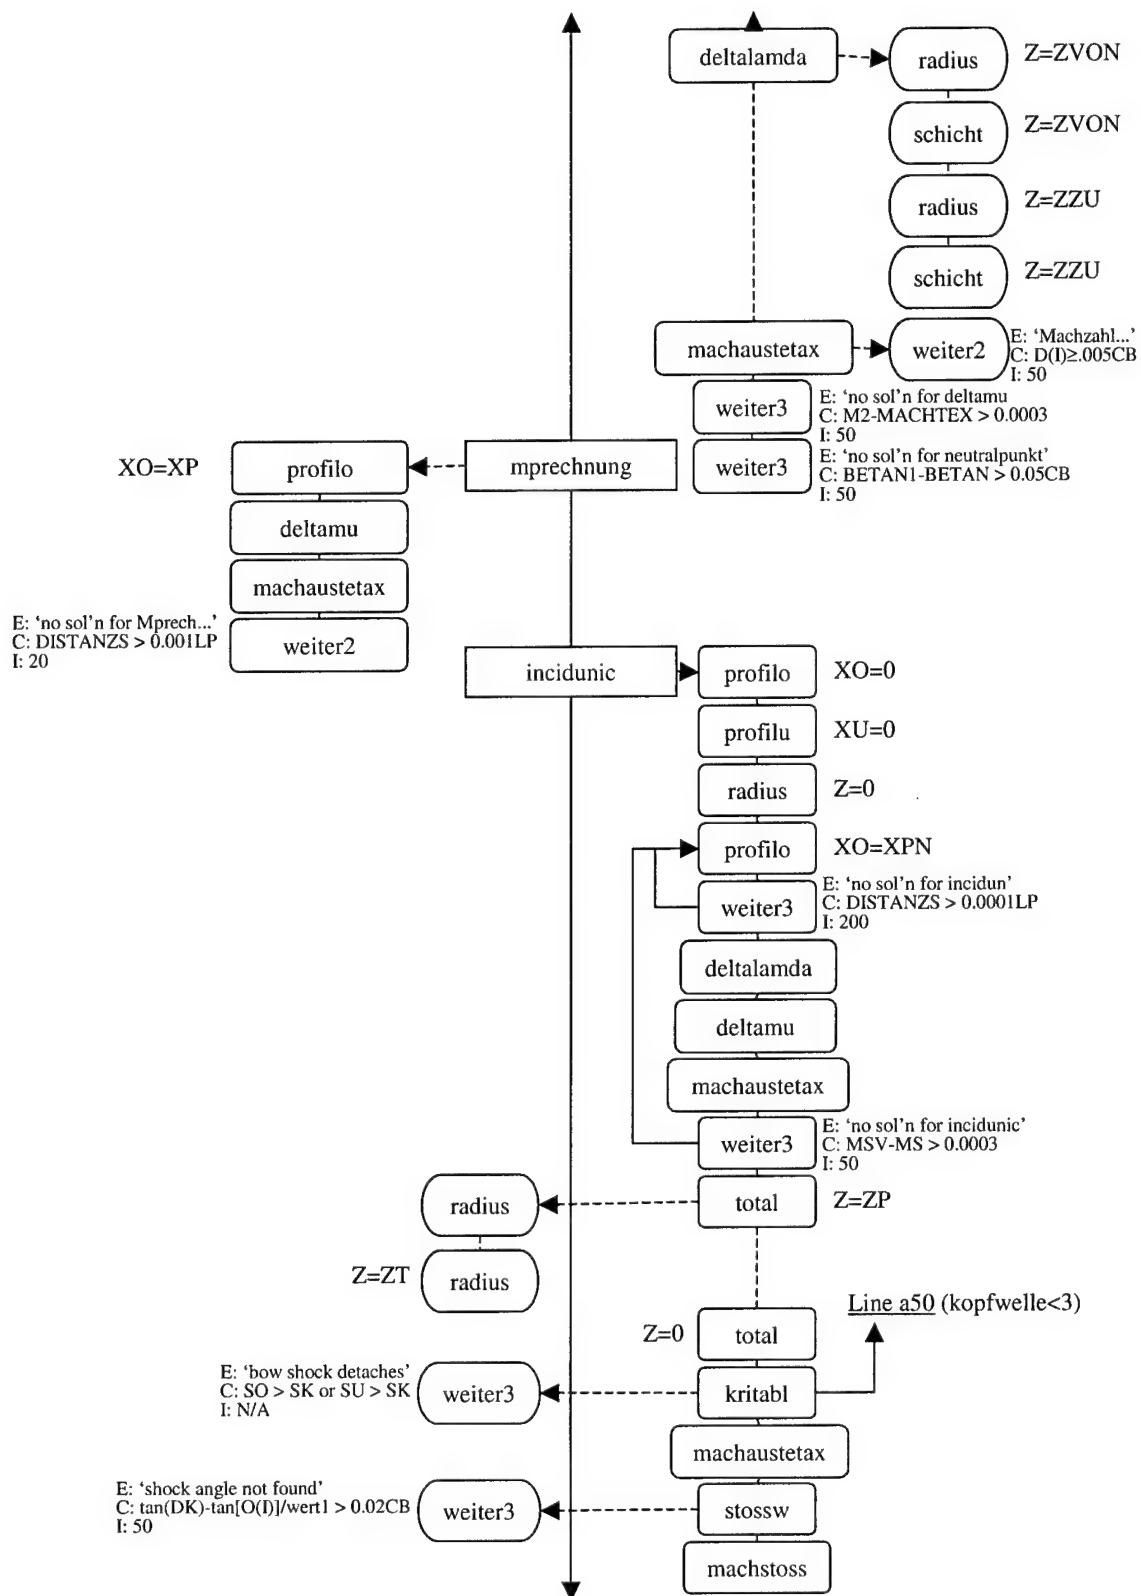 deltalamda
radius
Z=ZVON
schicht
Z=ZVON
radius
Z=ZZU
schicht
Z=ZZU
machaustetax
weiter2
E: ‘Machzahl...’
C: D(I)≥.005CB
I: 50
weiter3
E: ‘no sol’n for deltamu
C: M2-MACHTEX > 0.0003
I: 50
XO=XP
profilo
mprechnung
weiter3
E: ‘no sol’n for neutralpunkt’
C: BETAN1-BETAN > 0.05CB
I: 50
deltamu
machaustetax
E: ‘no sol’n for Mprech...’
C: DISTANZS > 0.001LP
I: 20
weiter2
incidunic
profilo
XO=0
profilu
XU=0
radius
Z=0
profilo
XO=XPN
weiter3
E: ‘no sol’n for incidun’
C: DISTANZS > 0.0001LP
I: 200
deltalamda
deltamu
machaustetax
weiter3
E: ‘no sol’n for incidunic’
C: MSV-MS > 0.0003
I: 50
radius
total
Z=ZP
Z=ZT
radius
Line a50 (kopfwelle<3)
Z=0
total
E: ‘bow shock detaches’
C: SO > SK or SU > SK
I: N/A
weiter3
kritabl
machaustetax
E: ‘shock angle not found’
C: tan(DK)-tan[O(I)]/wert1 > 0.02CB
I: 50
weiter3
stossw
machstoss